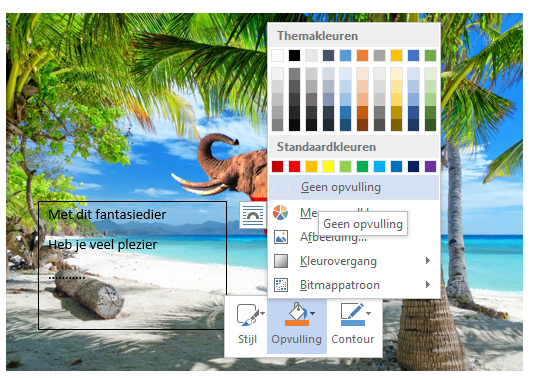 Themakleuren
Standaardkleuren
Geen opvulling
Geen opvulling
Afbeelding...
Kleurovergang
Bitmappatroon
Met dit fantasiedier
Heb je veel plezier
...........
Stijl
Opvulling
Contour